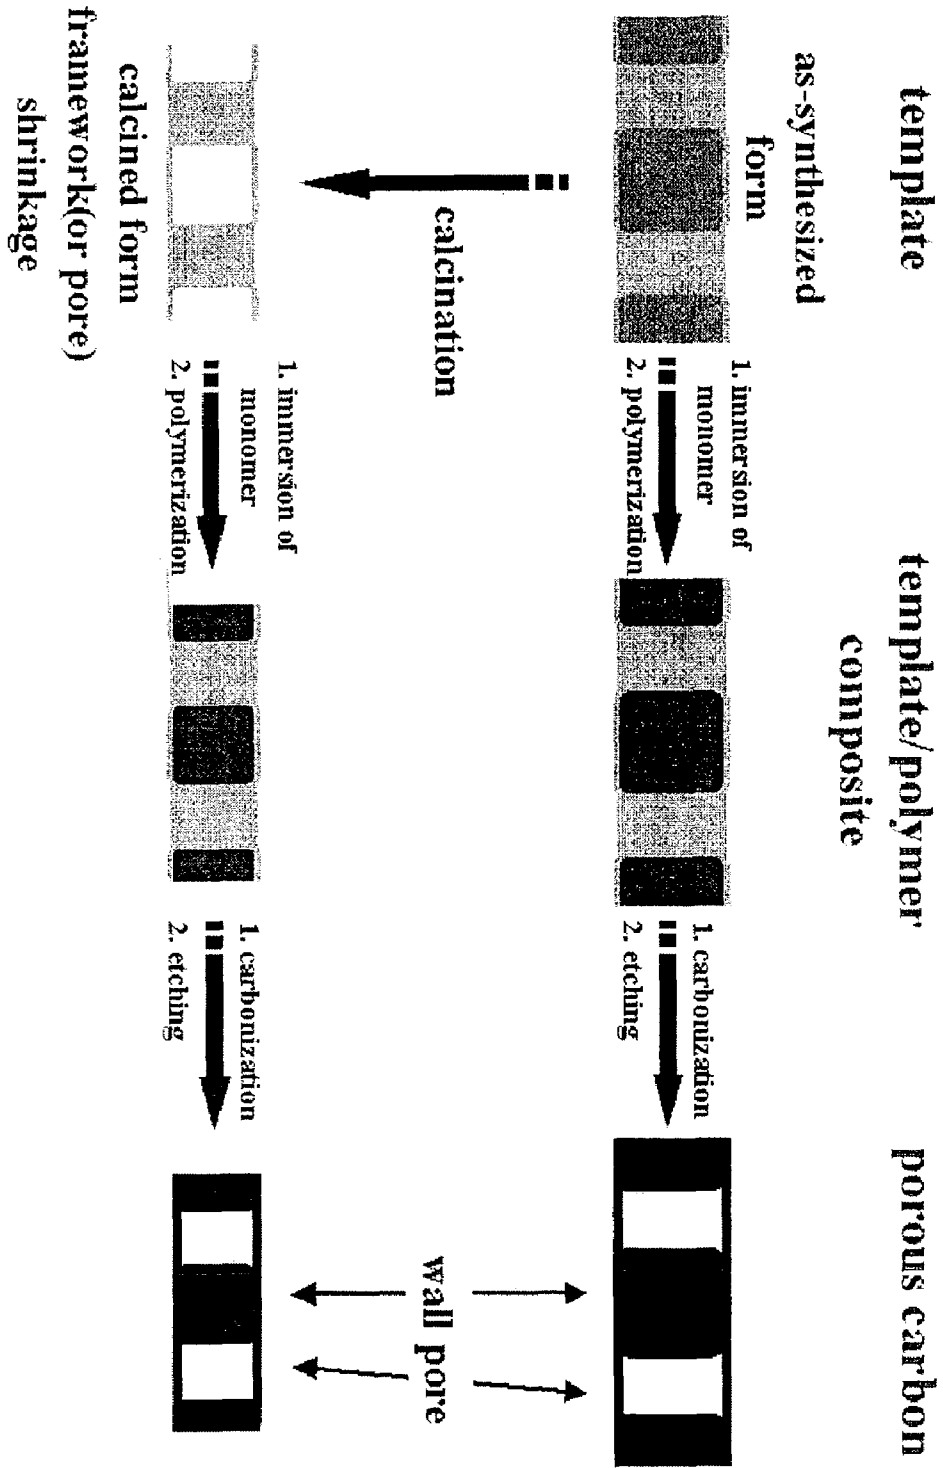 template
template/polymer
composite
porous carbon
as-synthesized
form
1. immersion of
monomer
2. polymerization
1. carbonization
2. etching
calcination
wall pore
1. immersion of
monomer
2. polymerization
1. carbonization
2. etching
calcined form
framework(or pore)
shrinkage